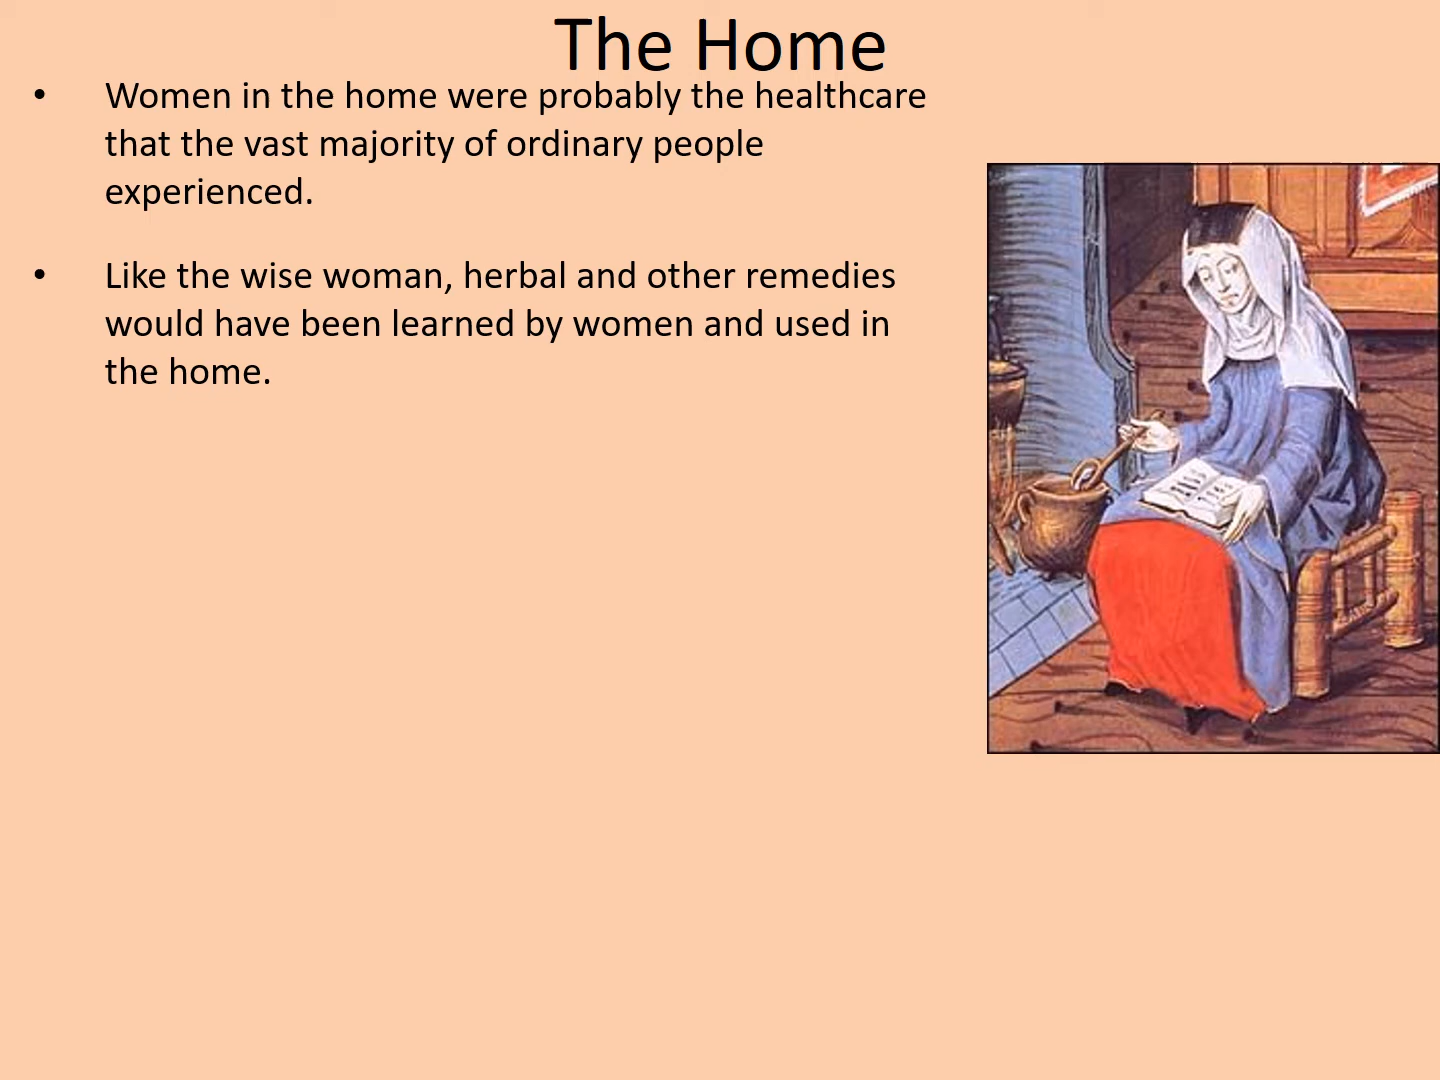 The Home
• Women in the home were probably the healthcare
that the vast majority of ordinary people
experienced.
• Like the wise woman, herbal and other remedies
would have been learned by women and used in
the home.